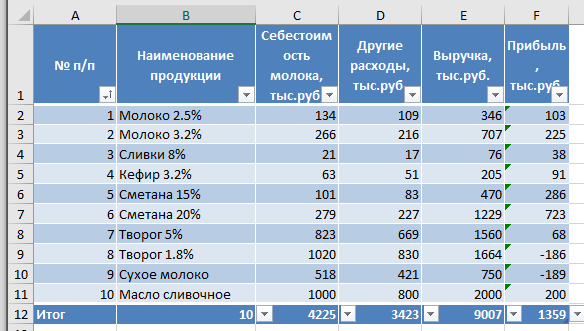 A B C D E F
1 № п/п Наименование продукции Себестоимость молока, тыс.руб Другие расходы, тыс.руб. Выручка, тыс.руб. Прибыль, тыс.руб.
2 1 Молоко 2.5% 134 109 346 103
3 2 Молоко 3.2% 266 216 707 225
4 3 Сливки 8% 21 17 76 38
5 4 Кефир 3.2% 63 51 205 91
6 5 Сметана 15% 101 83 470 286
7 6 Сметана 20% 279 227 1229 723
8 7 Творог 5% 823 669 1560 68
9 8 Творог 1.8% 1020 830 1664 -186
10 9 Сухое молоко 518 421 750 -189
11 10 Масло сливочное 1000 800 2000 200
12 Итог 10 4225 3423 9007 1359